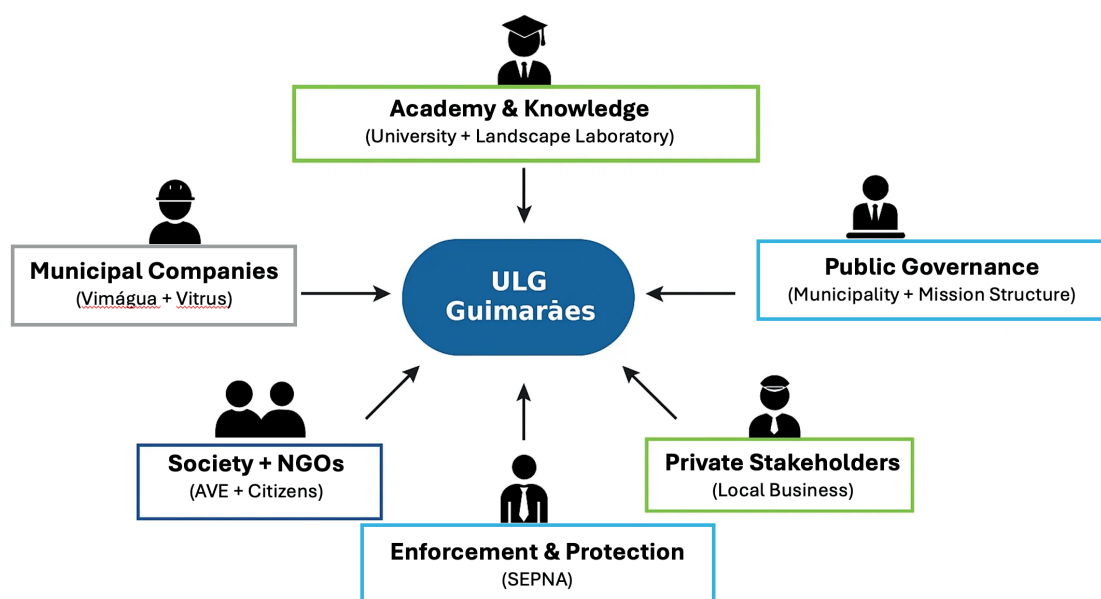 Academy & Knowledge
(University + Landscape Laboratory)
Municipal Companies
(Vimágua + Vitrus)
ULG
Guimarães
Public Governance
(Municipality + Mission Structure)
Society + NGOs
(AVE + Citizens)
Private Stakeholders
(Local Business)
Enforcement & Protection
(SEPNA)